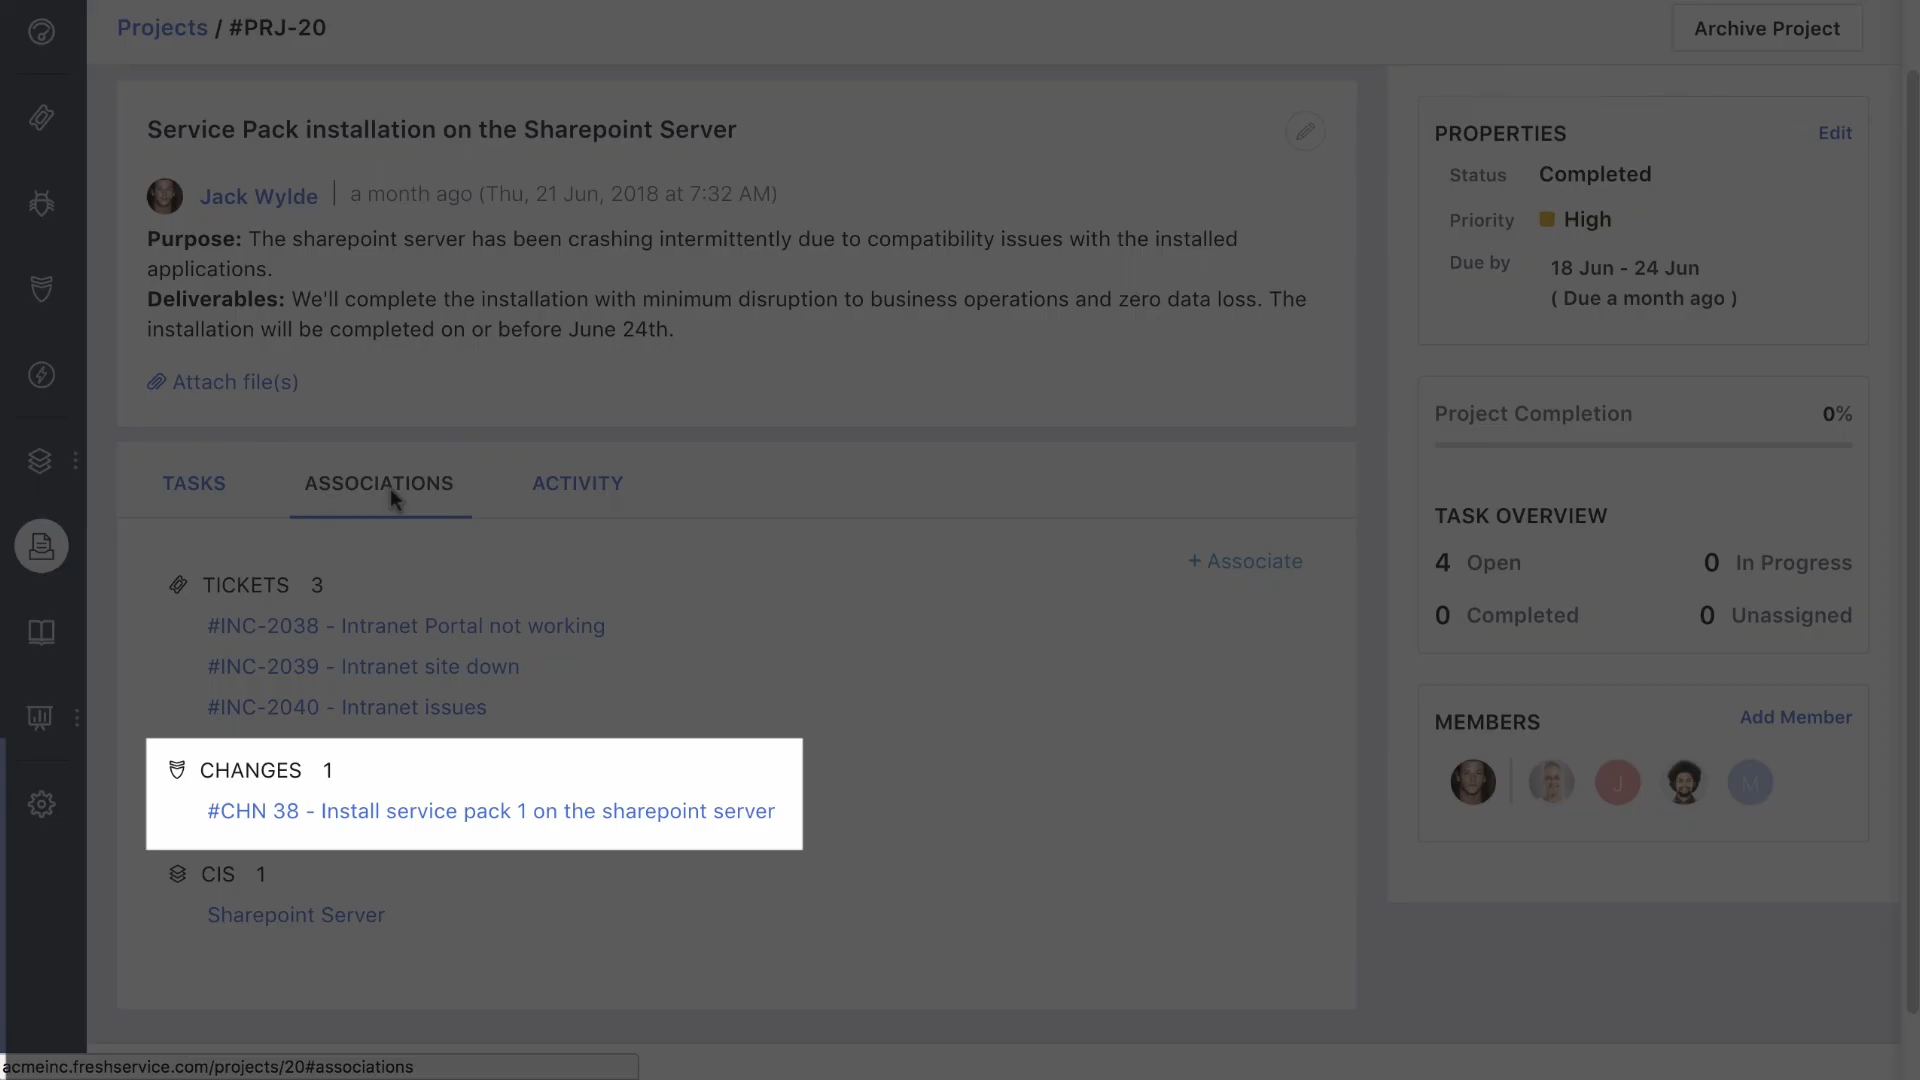 Projects / #PRJ-20
Archive Project
Service Pack installation on the Sharepoint Server
Jack Wylde | a month ago (Thu, 21 Jun, 2018 at 7:32 AM)
Purpose: The sharepoint server has been crashing intermittently due to compatibility issues with the installed
applications.
Deliverables: We'll complete the installation with minimum disruption to business operations and zero data loss. The
installation will be completed on or before June 24th.
Attach file(s)
TASKS
ASSOCIATIONS
ACTIVITY
+ Associate
TICKETS 3
#INC-2038 - Intranet Portal not working
#INC-2039 - Intranet site down
#INC-2040 - Intranet issues
CHANGES 1
#CHN 38 - Install service pack 1 on the sharepoint server
CIS 1
Sharepoint Server
PROPERTIES
Edit
Status Completed
Priority High
Due by 18 Jun - 24 Jun
( Due a month ago )
Project Completion 0%
TASK OVERVIEW
4 Open
0 In Progress
0 Completed
0 Unassigned
MEMBERS
Add Member
J
M
acmeinc.freshservice.com/projects/20#associations